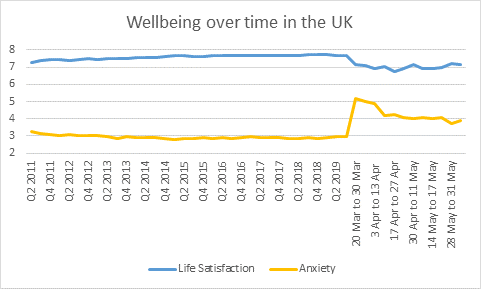 Wellbeing over time in the UK
8
7
6
5
4
3
2
Q2 2011
Q4 2011
Q2 2012
Q4 2012
Q2 2013
Q4 2013
Q2 2014
Q4 2014
Q2 2015
Q4 2015
Q2 2016
Q4 2016
Q2 2017
Q4 2017
Q2 2018
Q4 2018
Q2 2019
20 Mar to 30 Mar
3 Apr to 13 Apr
17 Apr to 27 Apr
30 Apr to 11 May
14 May to 17 May
28 May to 31 May
Life Satisfaction
Anxiety